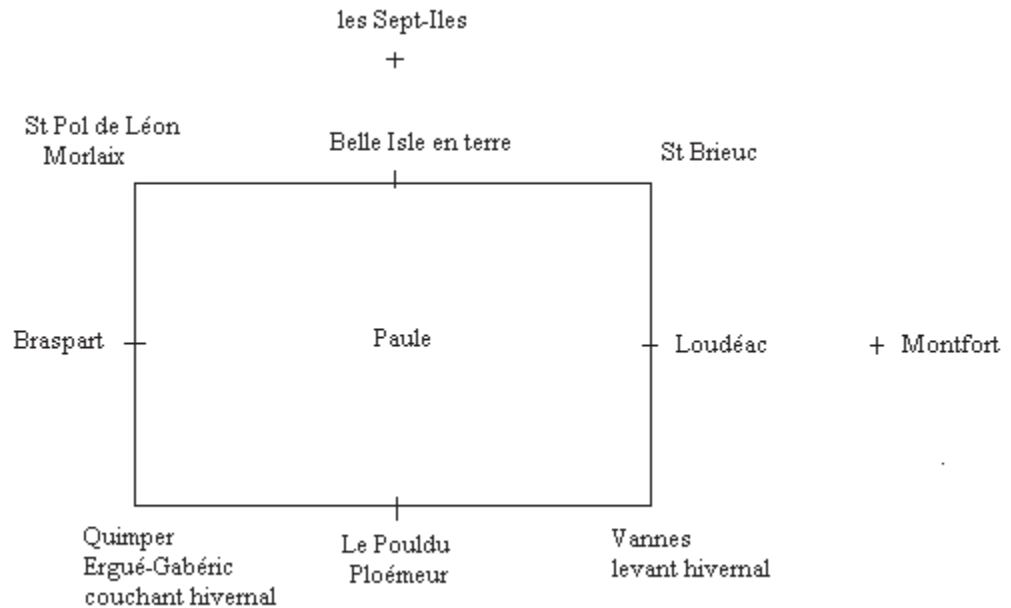 les Sept-Iles
St Pol de Léon
Morlaix
Belle Isle en terre
St Brieuc
Braspart
Paule
Loudéac
Montfort
Quimper
Ergué-Gabéric
couchant hivernal
Le Pouldu
Ploémeur
Vannes
levant hivernal